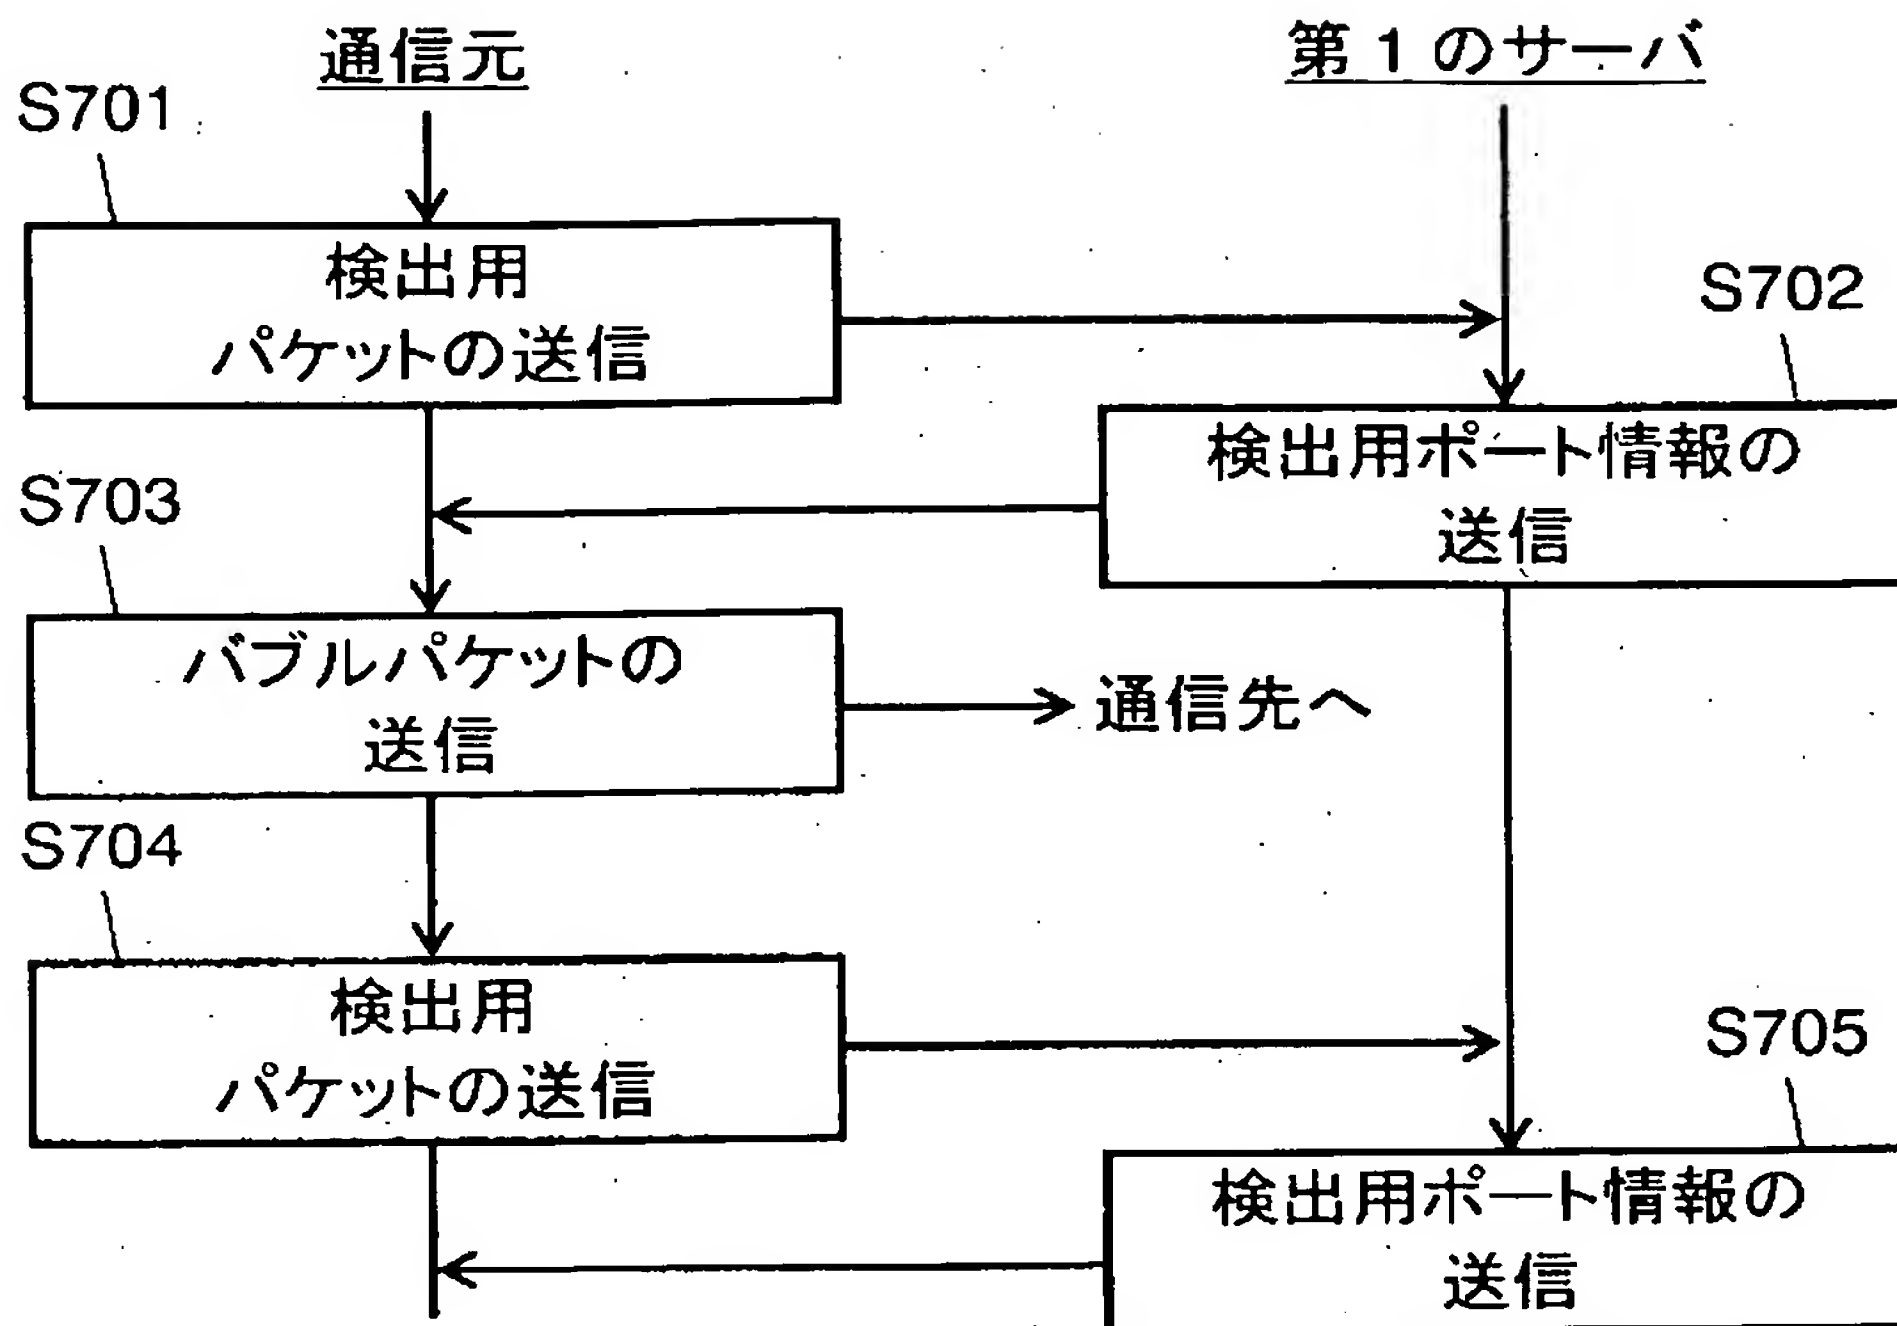 通信元
第1のサーバ
S701
検出用
パケットの送信
S702
検出用ポート情報の
送信
S703
バブルパケットの
送信
通信先へ
S704
検出用
パケットの送信
S705
検出用ポート情報の
送信